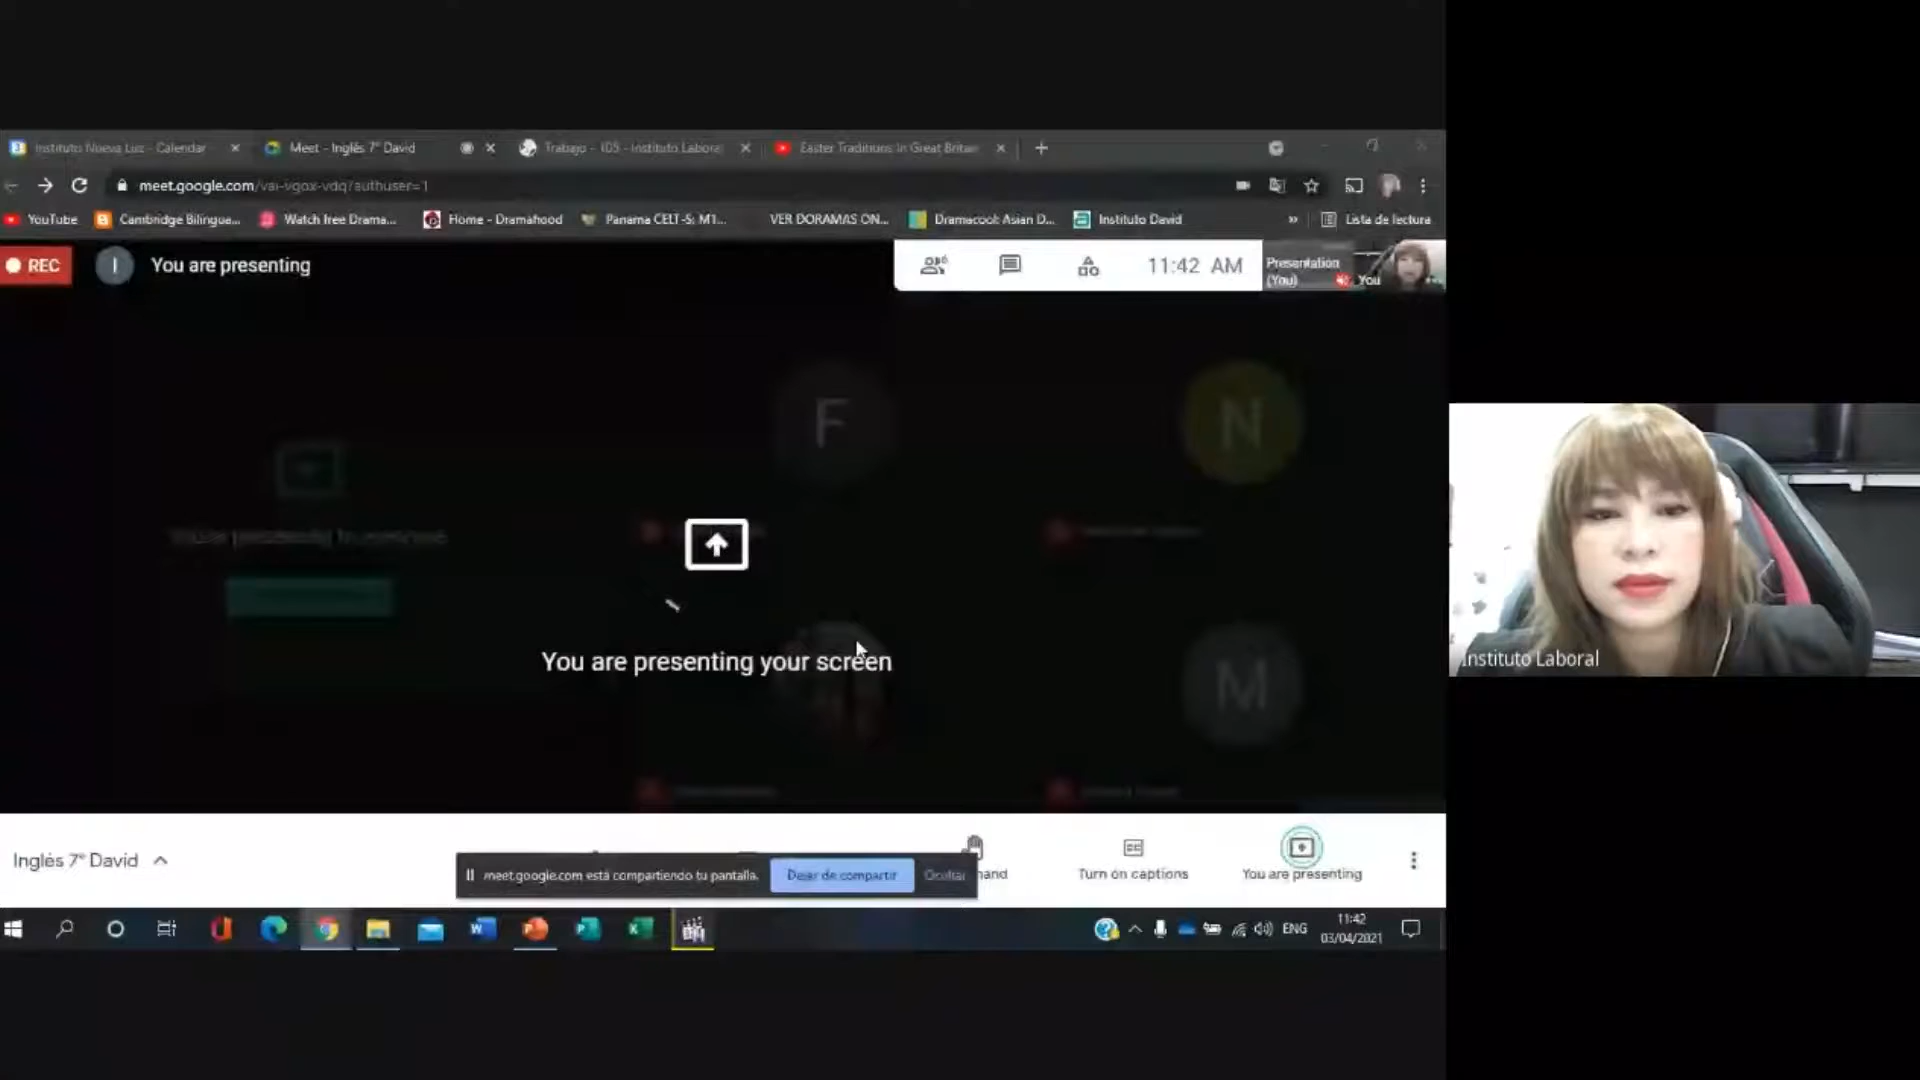 Instituto Nueva Luz - Calendar
Meet - Inglés 7° David
Trabajo - 105 - Instituto Labora
Easter Traditions In Great Britain
meet.google.com/vai-vgox-vdq?authuser=1
YouTube
Cambridge Bilingua...
Watch free Drama...
Home - Dramahood
Panama CELT-S: M1...
VER DORAMAS ON...
Dramacool: Asian D...
Instituto David
»
Lista de lectura
REC
I
You are presenting
11:42 AM
Presentation
(You)
You
F
N
You are presenting your screen
M
Instituto Laboral
Inglés 7° David
meet.google.com está compartiendo tu pantalla.
Dejar de compartir
Ocultar
hand
Turn on captions
You are presenting
ENG
11:42
03/04/2021